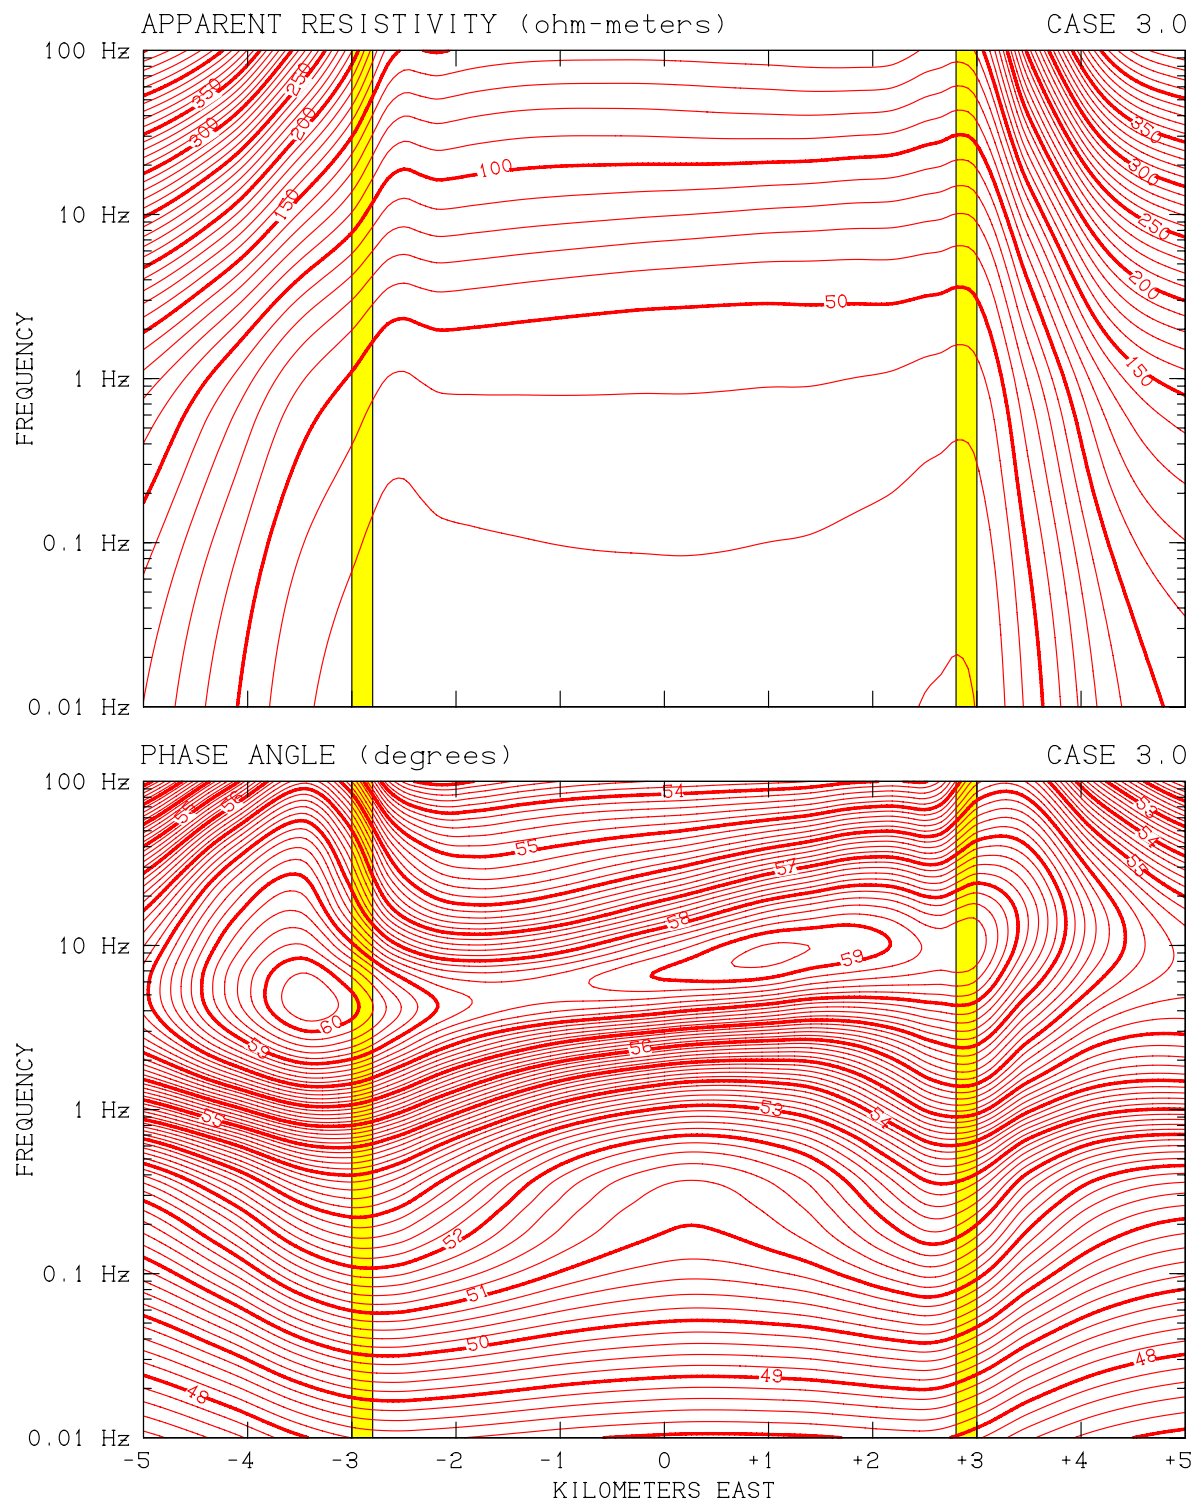 APPARENT RESISTIVITY (ohm-meters) CASE 3.0
100 Hz
350
250
300
200
350
300
100
150
10 Hz
250
200
50
FREQUENCY
1 Hz
150
0.1 Hz
0.01 Hz
PHASE ANGLE (degrees) CASE 3.0
100 Hz
54
53
54
55
55
57
58
10 Hz
59
60
59
56
FREQUENCY
1 Hz
55
53
54
52
0.1 Hz
51
50
49
48
48
0.01 Hz
-5 -4 -3 -2 -1 0 +1 +2 +3 +4 +5
KILOMETERS EAST